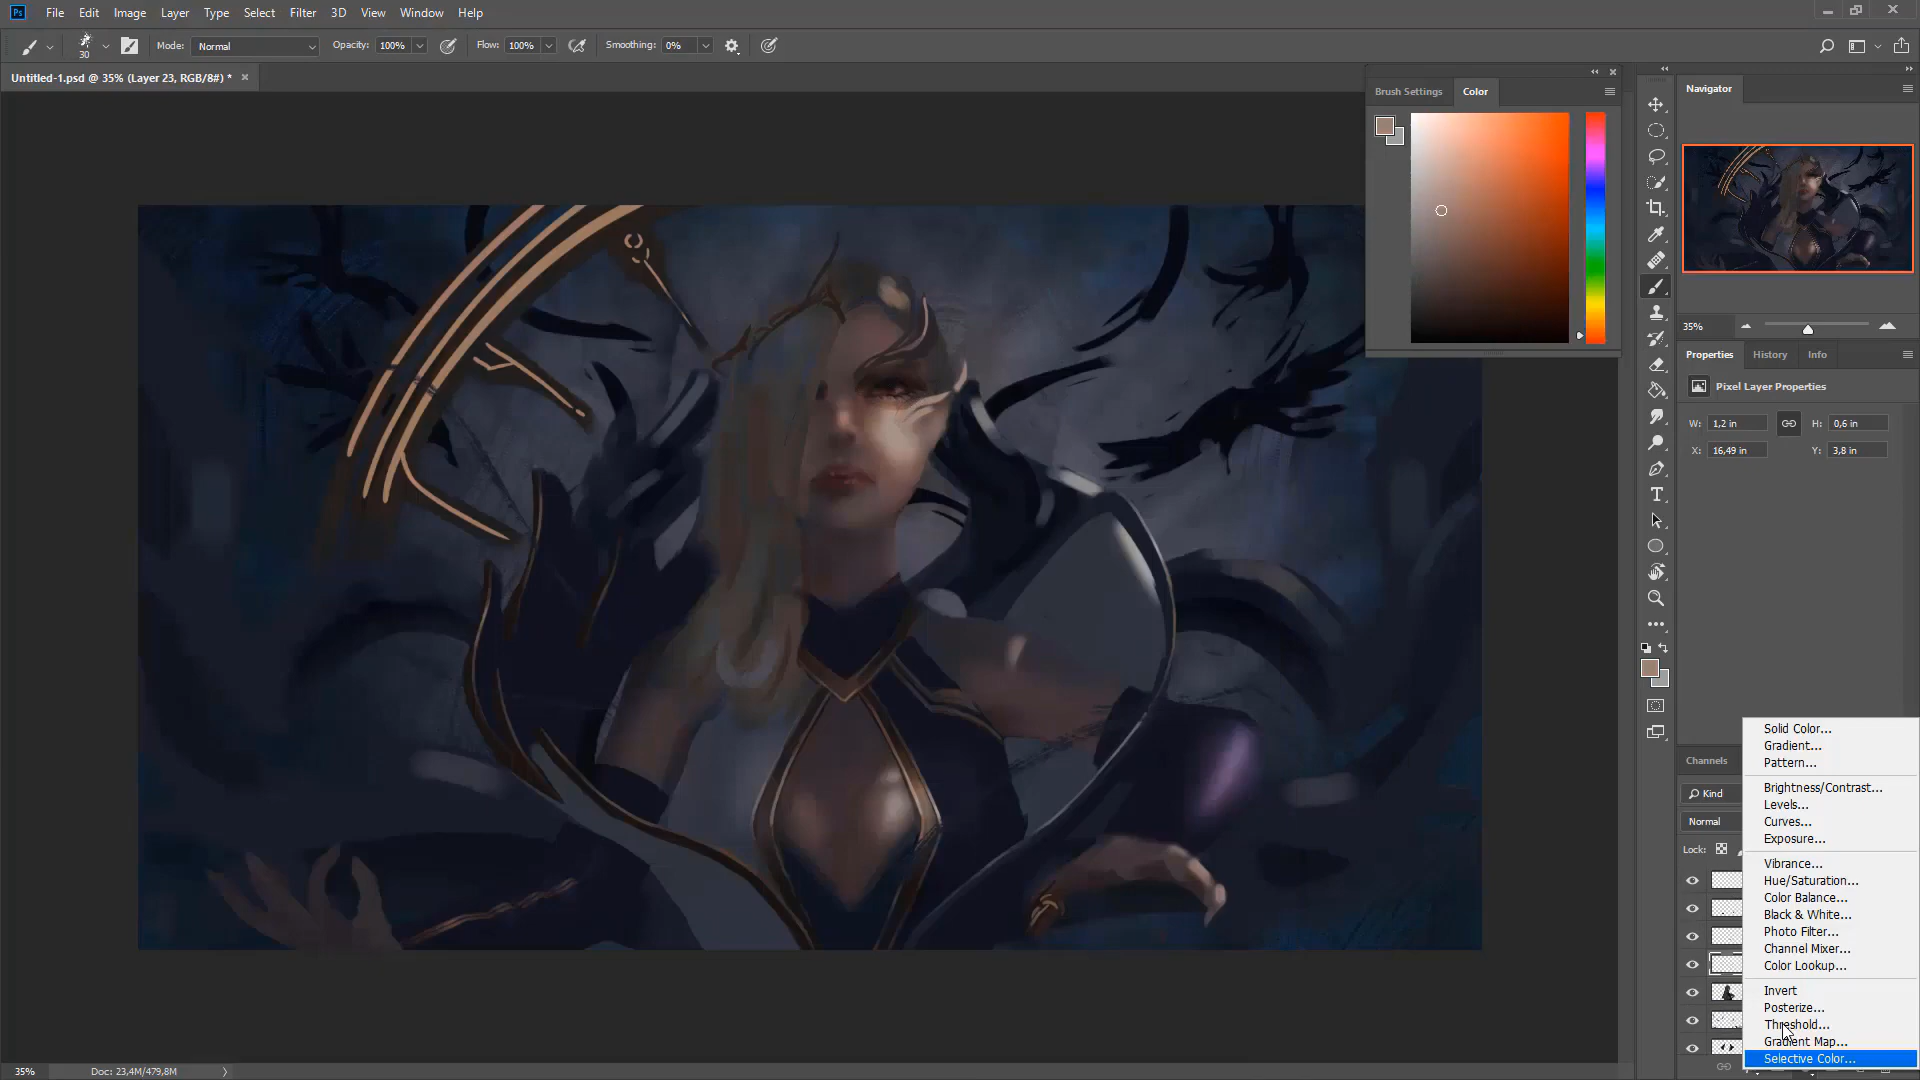 Ps File Edit Image Layer Type Select Filter 3D View Window Help
30 Mode: Normal Opacity: 100% Flow: 100% Smoothing: 0%
Untitled-1.psd @ 35% (Layer 23, RGB/8#) *
Brush Settings Color
Navigator
35%
Properties History Info
Pixel Layer Properties
W: 1,2 in H: 0,6 in
X: 16,49 in Y: 3,8 in
Channels
Kind
Normal
Lock:
Solid Color...
Gradient...
Pattern...
Brightness/Contrast...
Levels...
Curves...
Exposure...
Vibrance...
Hue/Saturation...
Color Balance...
Black & White...
Photo Filter...
Channel Mixer...
Color Lookup...
Invert
Posterize...
Threshold...
Gradient Map...
Selective Color...
35% Doc: 23,4M/479,8M